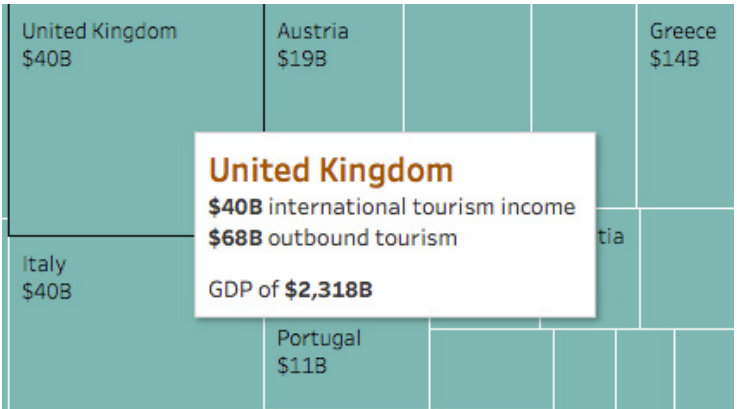 United Kingdom
$40B
Austria
$19B
Greece
$14B
United Kingdom
$40B international tourism income
$68B outbound tourism
GDP of $2,318B
tia
Italy
$40B
Portugal
$11B